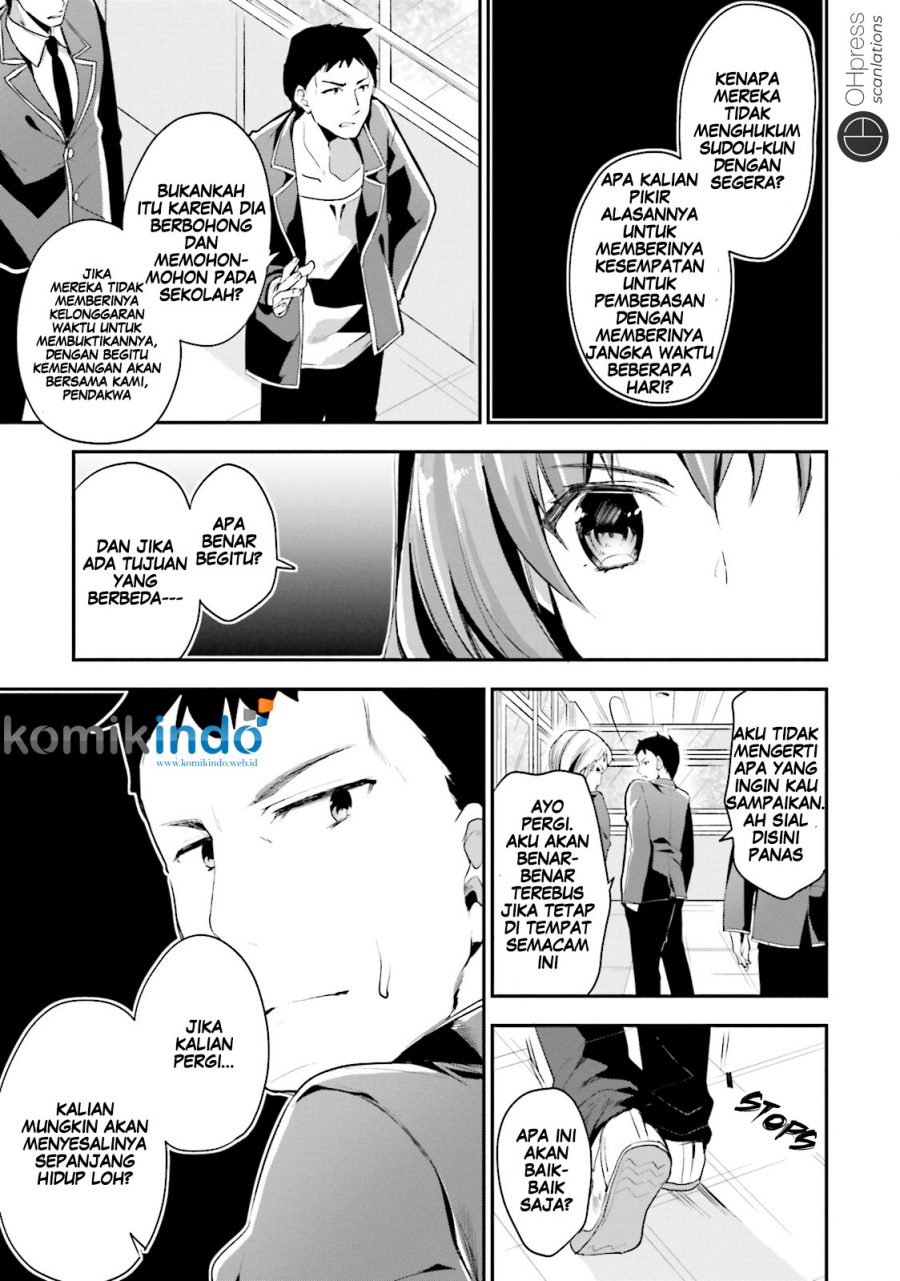 OHpress
scanlations
KENAPA
MEREKA
TIDAK
MENGHUKUM
SUDOU-KUN
DENGAN
SEGERA?
APA KALIAN
PIKIR
ALASANNYA
UNTUK
MEMBERINYA
KESEMPATAN
UNTUK
PEMBEBASAN
DENGAN
MEMBERINYA
JANGKA WAKTU
BEBERAPA
HARI?
BUKANKAH
ITU KARENA DIA
BERBOHONG
DAN
MEMOHON-
MOHON PADA
SEKOLAH?
JIKA
MEREKA TIDAK
MEMBERINYA
KELONGGARAN
WAKTU UNTUK
MEMBUKTIKANNYA,
DENGAN BEGITU
KEMENANGAN AKAN
BERSAMA KAMI,
PENDAKWA
APA
BENAR
BEGITU?
DAN JIKA
ADA TUJUAN
YANG
BERBEDA---
AKU TIDAK
MENGERTI
APA YANG
INGIN KAU
SAMPAIKAN.
AH SIAL
DISINI
PANAS
AYO
PERGI.
AKU AKAN
BENAR-
BENAR
TEREBUS
JIKA TETAP
DI TEMPAT
SEMACAM
INI
STOPS
APA INI
AKAN
BAIK-
BAIK
SAJA?
komikindo
www.komikindo.web.id
JIKA
KALIAN
PERGI...
KALIAN
MUNGKIN AKAN
MENYESALINYA
SEPANJANG
HIDUP LOH?